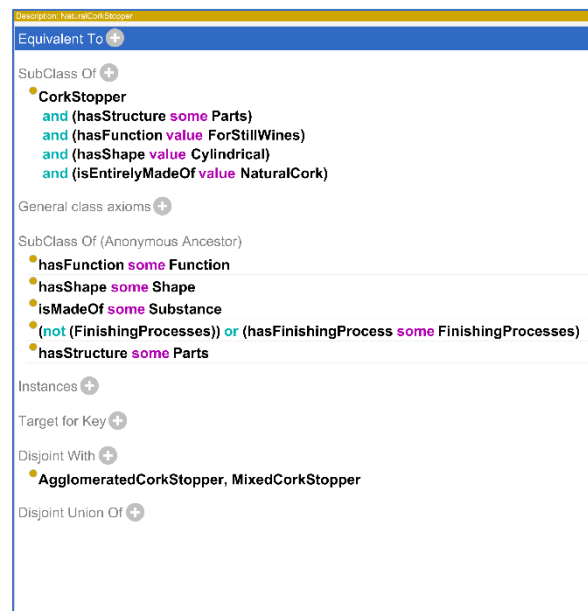 Description: NaturalCorkStopper
Equivalent To
SubClass Of
CorkStopper
and (hasStructure some Parts)
and (hasFunction value ForStillWines)
and (hasShape value Cylindrical)
and (isEntirelyMadeOf value NaturalCork)
General class axioms
SubClass Of (Anonymous Ancestor)
hasFunction some Function
hasShape some Shape
isMadeOf some Substance
(not (FinishingProcesses)) or (hasFinishingProcess some FinishingProcesses)
hasStructure some Parts
Instances
Target for Key
Disjoint With
AgglomeratedCorkStopper, MixedCorkStopper
Disjoint Union Of